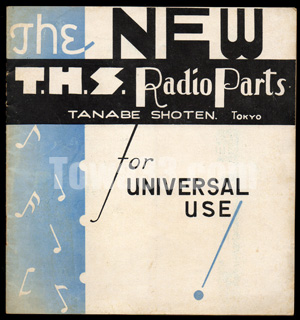 The NEW
T.H.S. Radio Parts
TANABE SHOTEN. TOKYO
for
UNIVERSAL
USE!